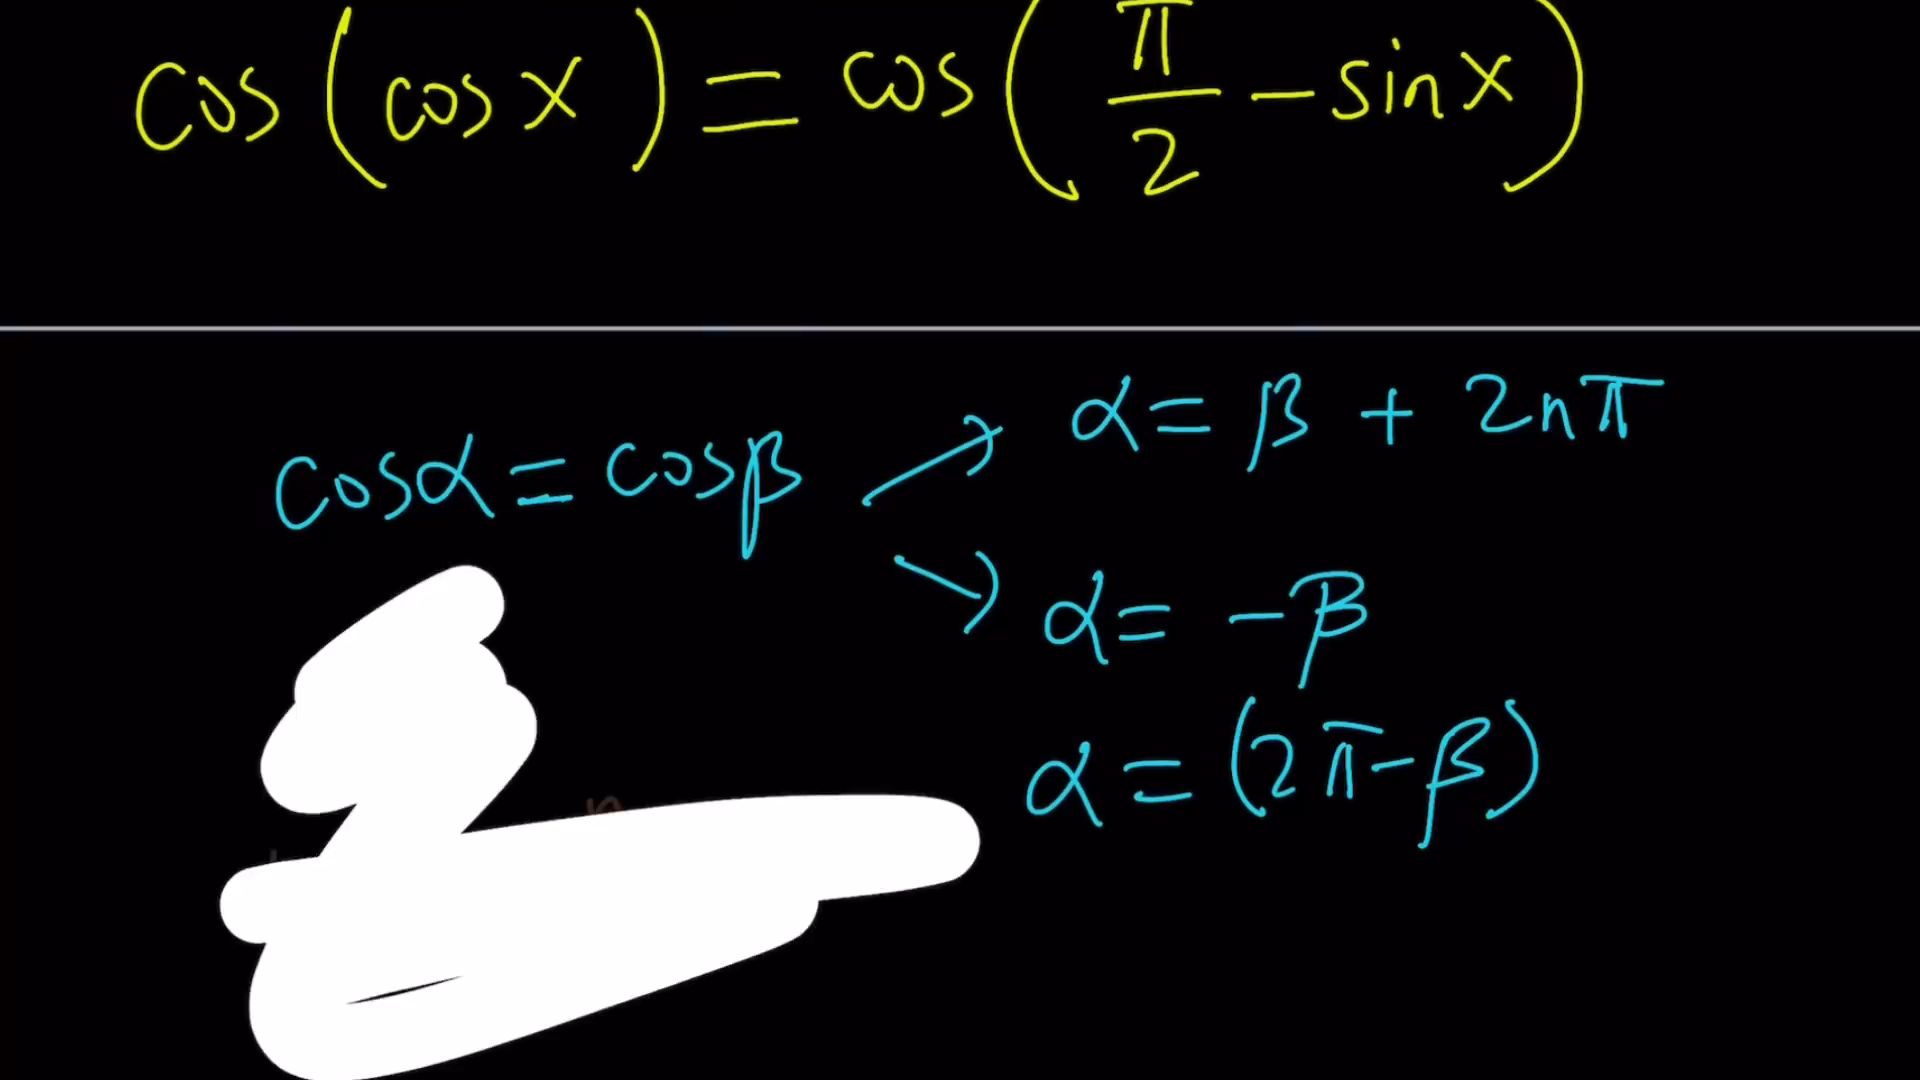 cos(cos x) = cos(π/2 - sin x)
cosα = cosβ
α = β + 2nπ
α = -β
α = (2π - β)